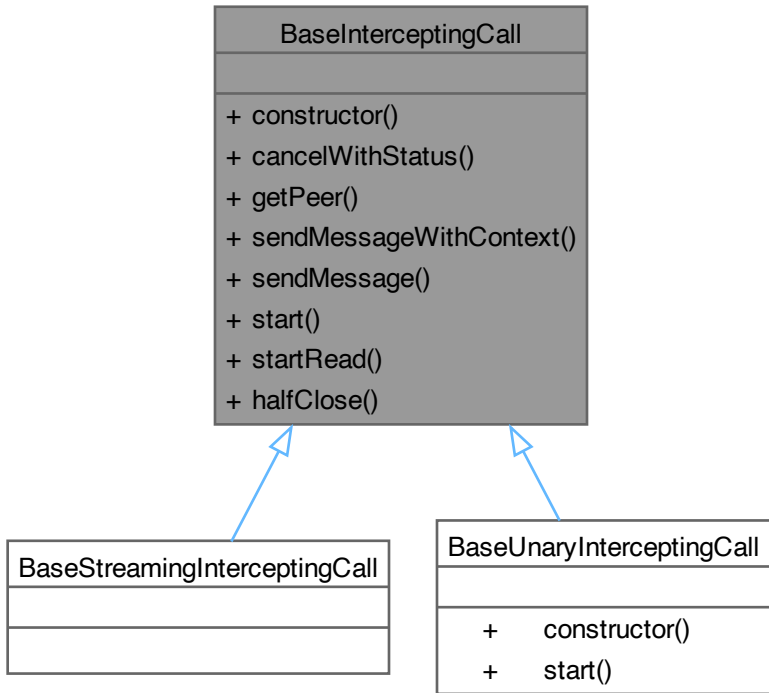 BaseInterceptingCall
+ constructor()
+ cancelWithStatus()
+ getPeer()
+ sendMessageWithContext()
+ sendMessage()
+ start()
+ startRead()
+ halfClose()
BaseStreamingInterceptingCall
BaseUnaryInterceptingCall
+ constructor()
+ start()